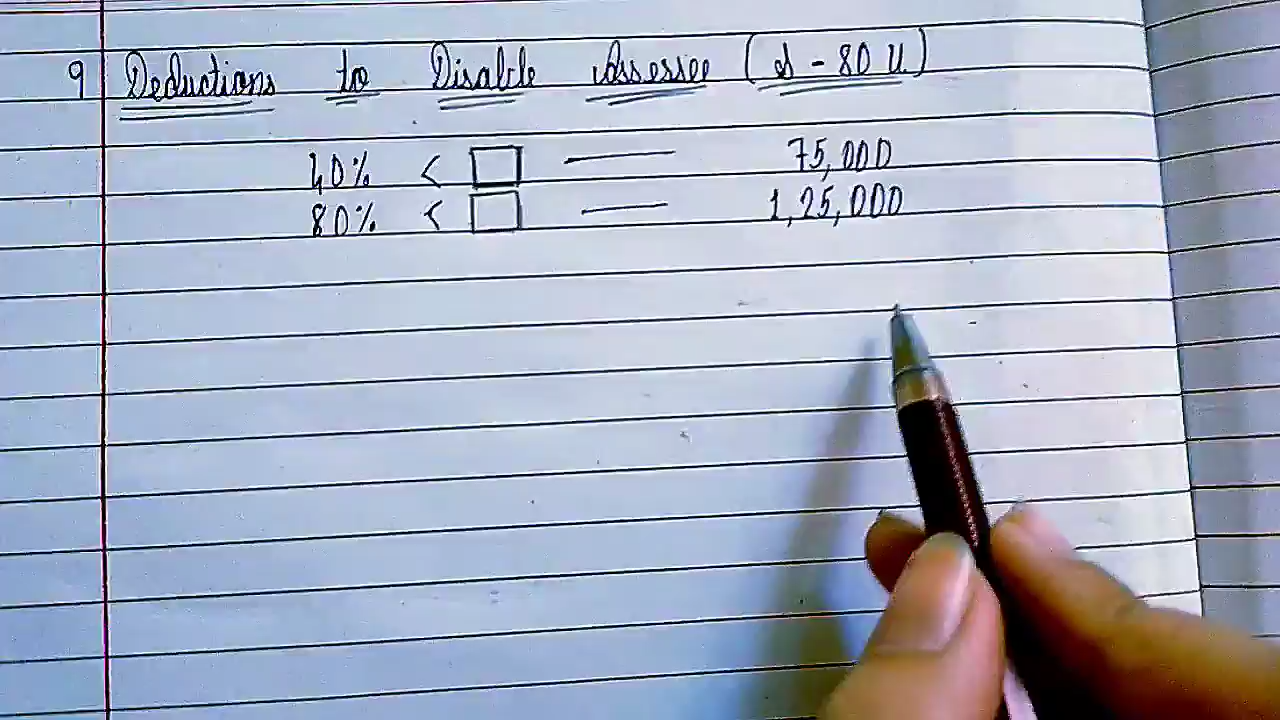 9 Deductions to Disable Assessee (S - 80 U)
40% < □ — 75,000
80% < □ — 1,25,000